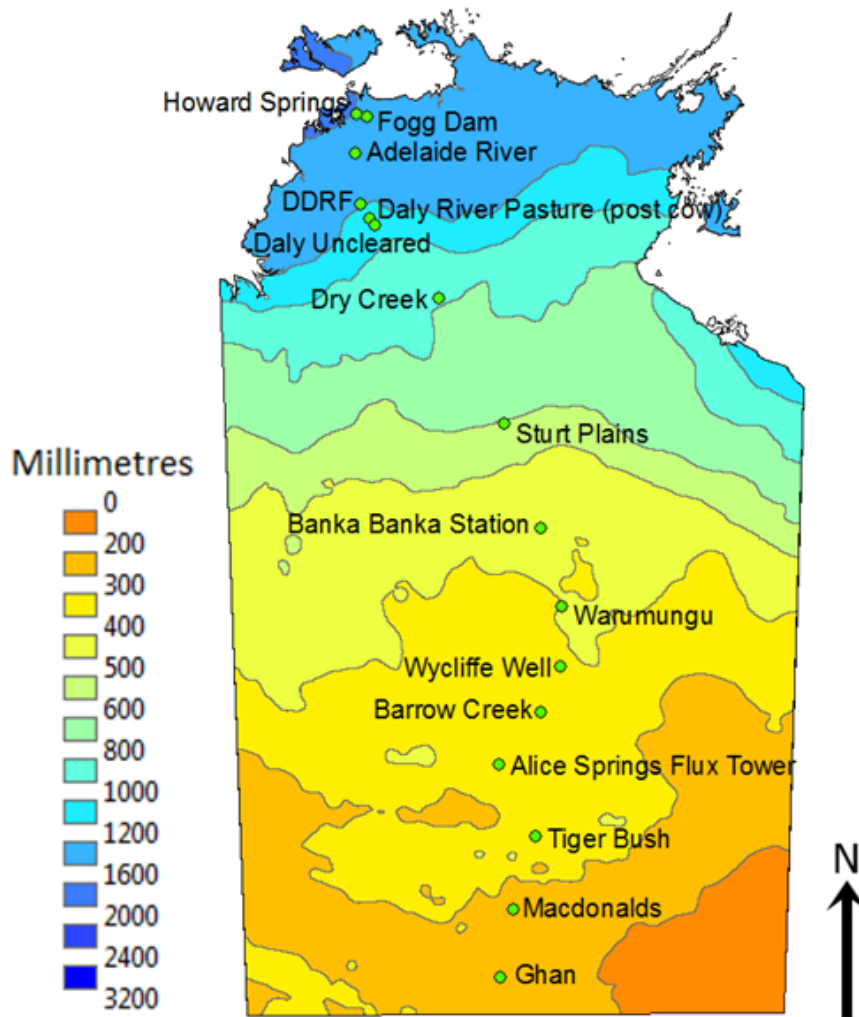 Howard Springs
Fogg Dam
Adelaide River
DDRF
Daly River Pasture (post cow)
Daly Uncleared
Dry Creek
Sturt Plains
Millimetres
0
200
300
400
500
600
800
1000
1200
1600
2000
2400
3200
Banka Banka Station
Warumungu
Wycliffe Well
Barrow Creek
Alice Springs Flux Tower
Tiger Bush
Macdonalds
Ghan
N